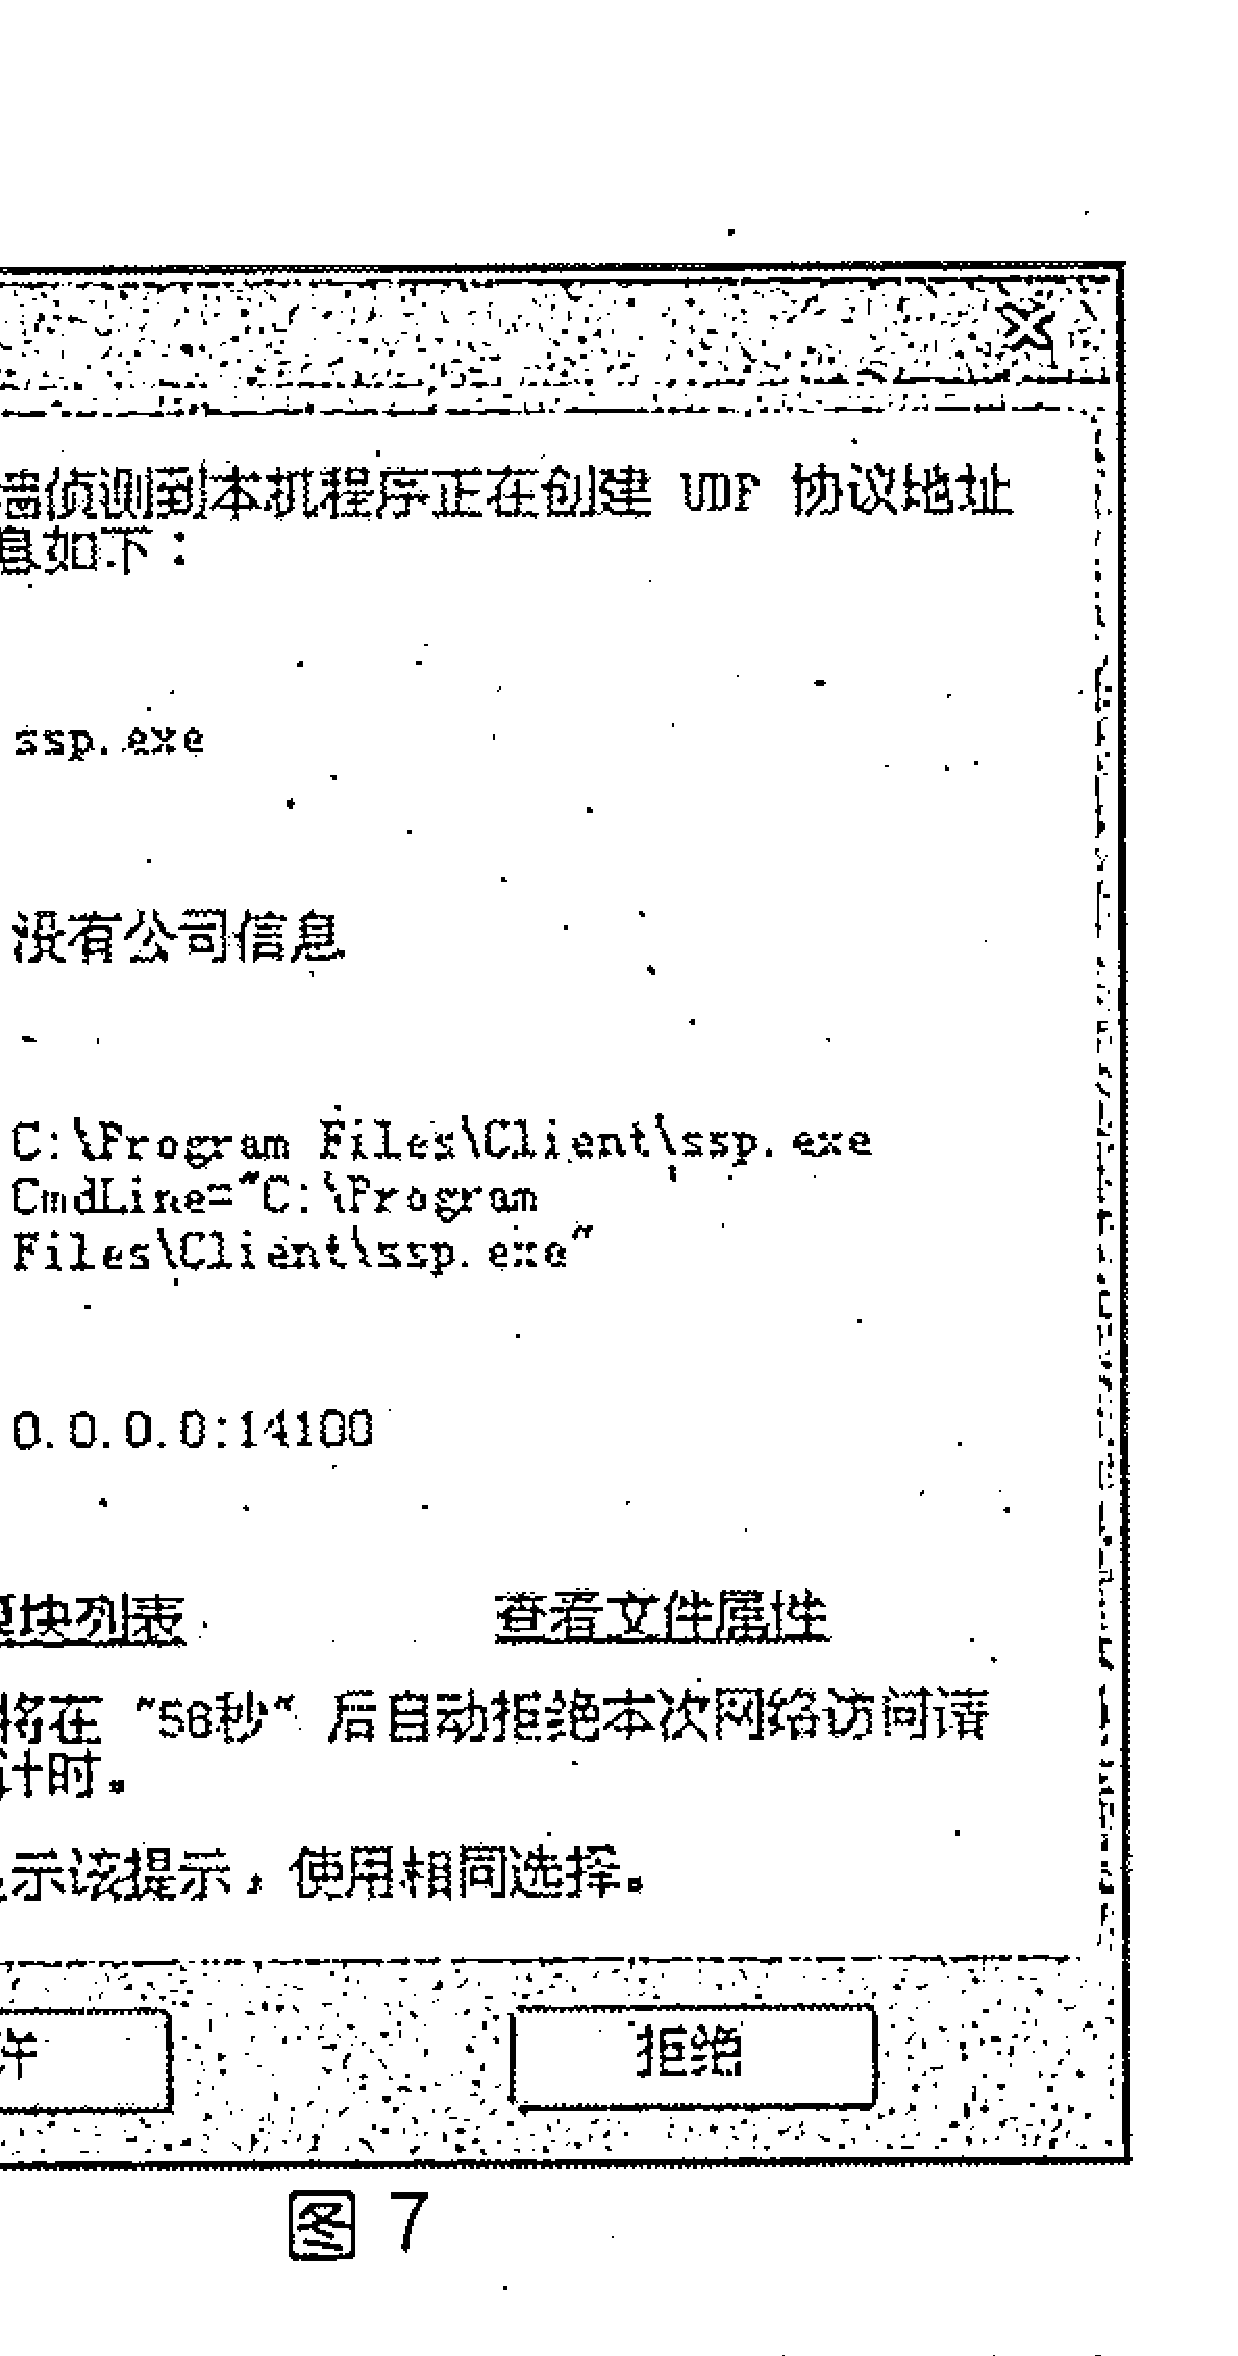 墙侦测到本机程序正在创建 UDP 协议地址
息如下：
ssp.exe
没有公司信息
C:\Program Files\Client\ssp.exe
CmdLine="C:\Program
Files\Client\ssp.exe"
0.0.0.0:14100
模块列表 查看文件属性
将在 "56秒" 后自动拒绝本次网络访问请
计时。
示该提示，使用相同选择。
拒绝
图 7